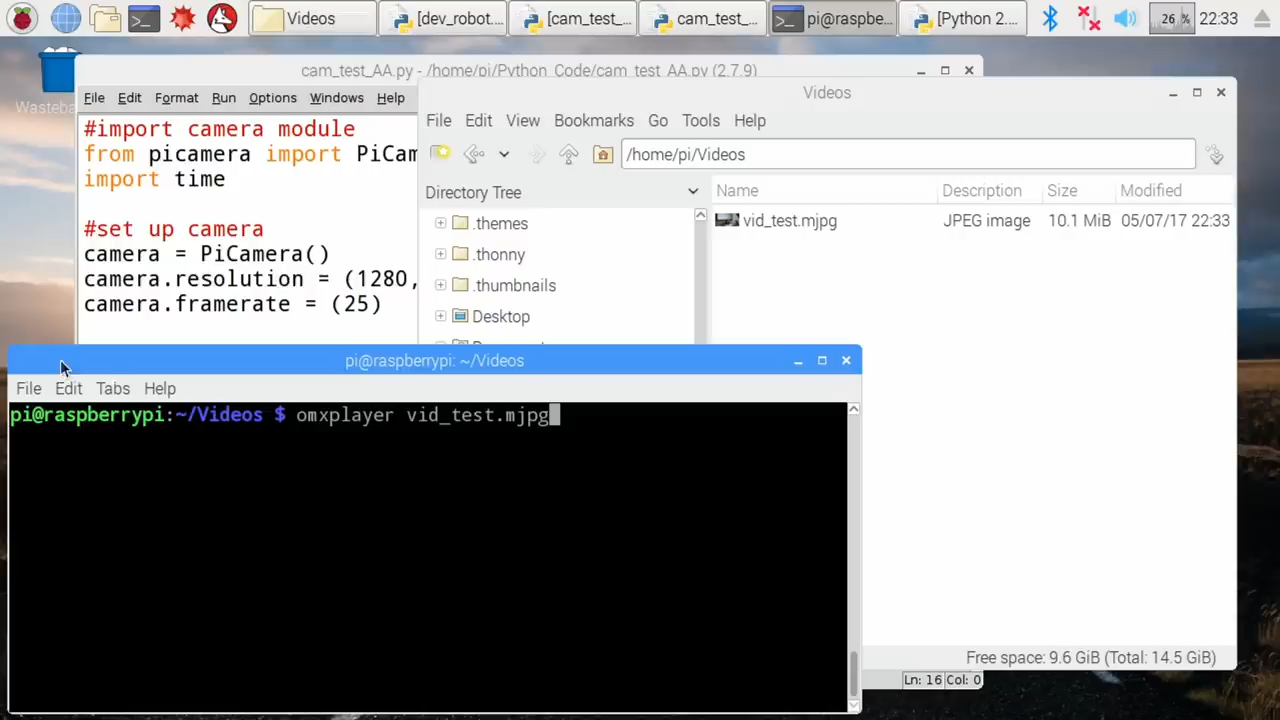 Videos
[dev_robot...
[cam_test_...
cam_test_...
pi@raspbe...
[Python 2....
26 %
22:33
Wasteba
cam_test_AA.py - /home/pi/Python_Code/cam_test_AA.py (2.7.9)
File Edit Format Run Options Windows Help
#import camera module
from picamera import PiCam
import time
#set up camera
camera = PiCamera()
camera.resolution = (1280,
camera.framerate = (25)
Videos
File Edit View Bookmarks Go Tools Help
/home/pi/Videos
Directory Tree
Name Description Size Modified
.themes
.thonny
.thumbnails
Desktop
vid_test.mjpg JPEG image 10.1 MiB 05/07/17 22:33
pi@raspberrypi: ~/Videos
File Edit Tabs Help
pi@raspberrypi:~/Videos $ omxplayer vid_test.mjpg
Free space: 9.6 GiB (Total: 14.5 GiB)
Ln: 16 Col: 0